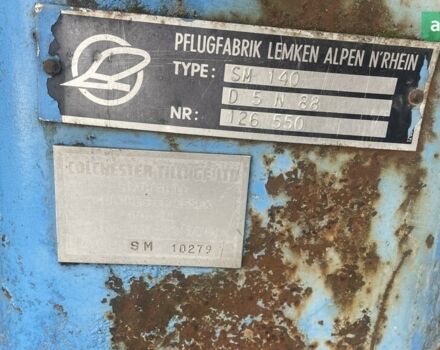 PFLUGFABRIK LEMKEN ALPEN N'RHEIN
TYPE: SM 140
D 5 N 88
NR: 126 550
COLCHESTER TILLAGE LTD
SM 10279
a